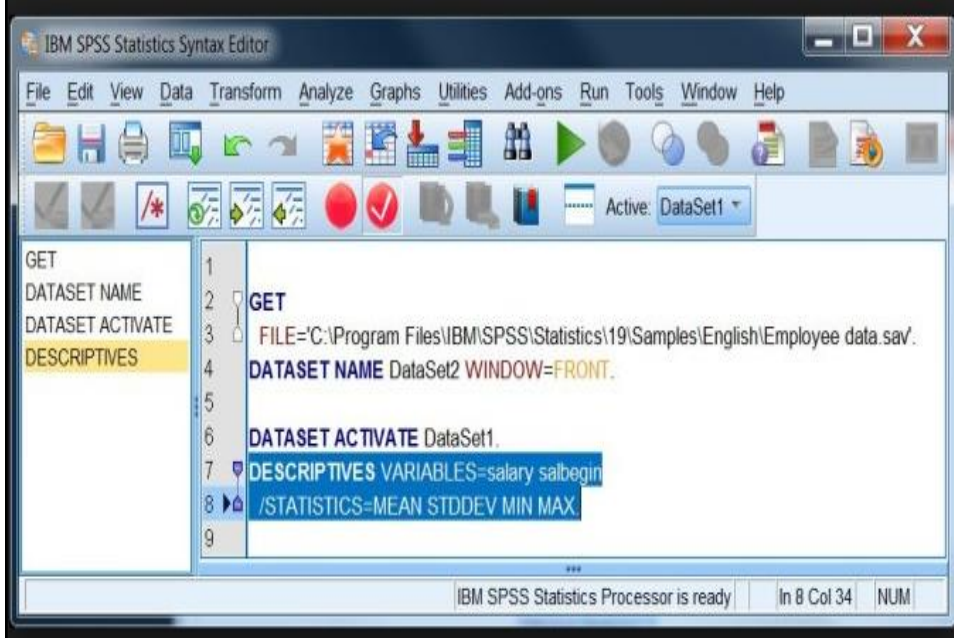 IBM SPSS Statistics Syntax Editor
File Edit View Data Transform Analyze Graphs Utilities Add-ons Run Tools Window Help
Active: DataSet1
GET
DATASET NAME
DATASET ACTIVATE
DESCRIPTIVES
1
2 GET
3 FILE='C:\Program Files\IBM\SPSS\Statistics\19\Samples\English\Employee data.sav'.
4 DATASET NAME DataSet2 WINDOW=FRONT.
5
6 DATASET ACTIVATE DataSet1.
7 DESCRIPTIVES VARIABLES=salary salbegin
8 /STATISTICS=MEAN STDDEV MIN MAX.
9
IBM SPSS Statistics Processor is ready In 8 Col 34 NUM